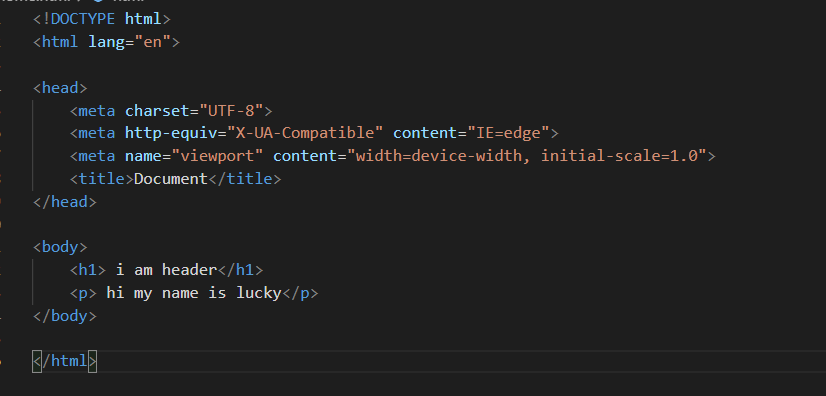 <!DOCTYPE html>
<html lang="en">
<head>
<meta charset="UTF-8">
<meta http-equiv="X-UA-Compatible" content="IE=edge">
<meta name="viewport" content="width=device-width, initial-scale=1.0">
<title>Document</title>
</head>
<body>
<h1> i am header</h1>
<p> hi my name is lucky</p>
</body>
</html>